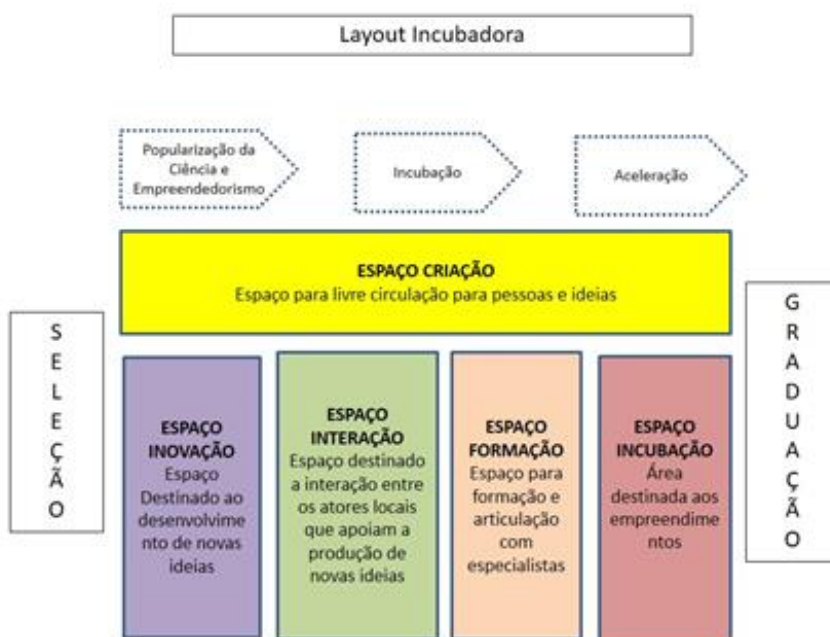 Layout Incubadora
Popularização da
Ciência e
Empreendedorismo
Incubação
Aceleração
ESPAÇO CRIAÇÃO
Espaço para livre circulação para pessoas e ideias
SELEÇÃO
ESPAÇO
INOVAÇÃO
Espaço
Destinado ao
desenvolvime
nto de novas
ideias
ESPAÇO
INTERAÇÃO
Espaço destinado
a interação entre
os atores locais
que apoiam a
produção de
novas ideias
ESPAÇO
FORMAÇÃO
Espaço para
formação e
articulação
com
especialistas
ESPAÇO
INCUBAÇÃO
Área
destinada aos
empreendime
ntos
GRADUAÇÃO